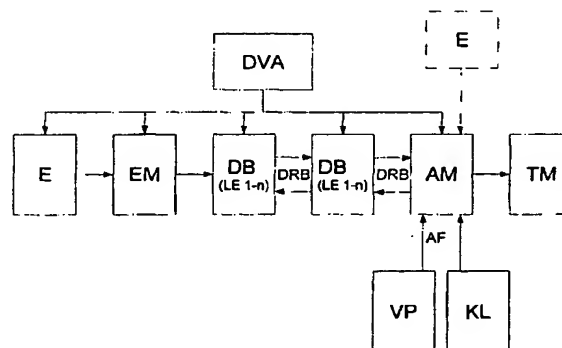 E
DVA
E
EM
DB
(LE 1-n)
DRB
DB
(LE 1-n)
DRB
AM
TM
AF
VP
KL